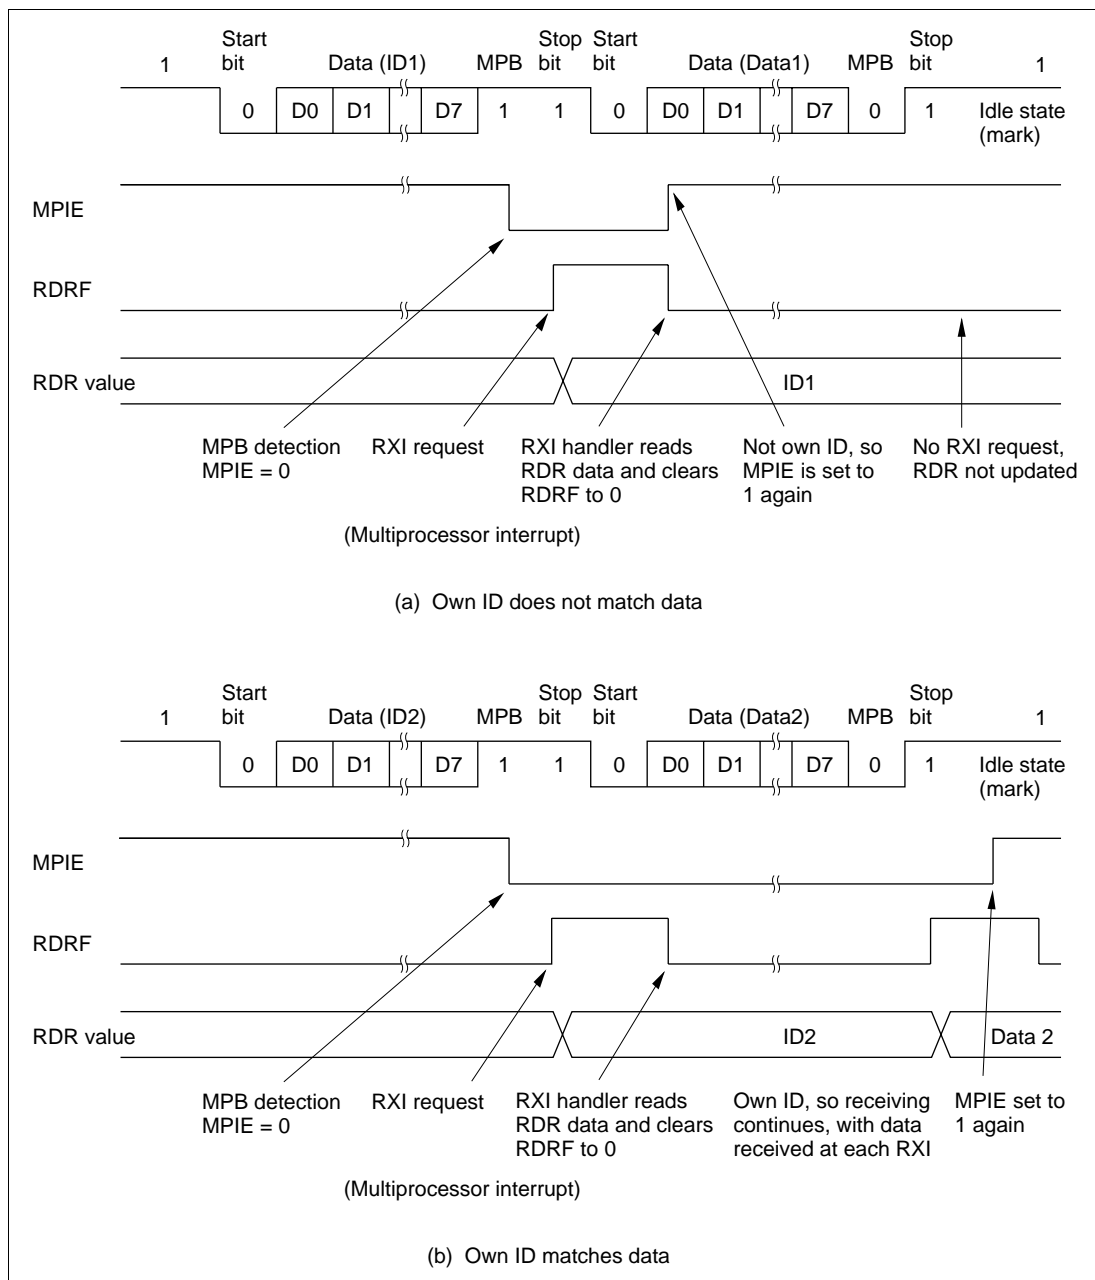 1 Start bit Data (ID1) MPB Stop bit Start bit Data (Data1) MPB Stop bit 1
0 D0 D1 D7 1 1 0 D0 D1 D7 0 1 Idle state (mark)
MPIE
RDRF
RDR value ID1
MPB detection MPIE = 0
RXI request
RXI handler reads RDR data and clears RDRF to 0
Not own ID, so MPIE is set to 1 again
No RXI request, RDR not updated
(Multiprocessor interrupt)
(a) Own ID does not match data
1 Start bit Data (ID2) MPB Stop bit Start bit Data (Data2) MPB Stop bit 1
0 D0 D1 D7 1 1 0 D0 D1 D7 0 1 Idle state (mark)
MPIE
RDRF
RDR value ID2 Data 2
MPB detection MPIE = 0
RXI request
RXI handler reads RDR data and clears RDRF to 0
Own ID, so receiving continues, with data received at each RXI
MPIE set to 1 again
(Multiprocessor interrupt)
(b) Own ID matches data